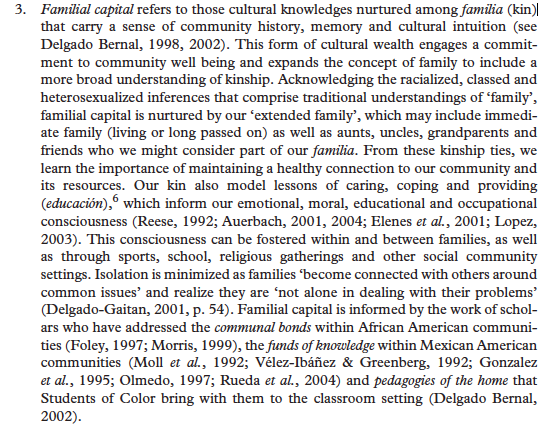 3. Familial capital refers to those cultural knowledges nurtured among familia (kin)
that carry a sense of community history, memory and cultural intuition (see
Delgado Bernal, 1998, 2002). This form of cultural wealth engages a commit-
ment to community well being and expands the concept of family to include a
more broad understanding of kinship. Acknowledging the racialized, classed and
heterosexualized inferences that comprise traditional understandings of ‘family’,
familial capital is nurtured by our ‘extended family’, which may include immedi-
ate family (living or long passed on) as well as aunts, uncles, grandparents and
friends who we might consider part of our familia. From these kinship ties, we
learn the importance of maintaining a healthy connection to our community and
its resources. Our kin also model lessons of caring, coping and providing
(educación),6 which inform our emotional, moral, educational and occupational
consciousness (Reese, 1992; Auerbach, 2001, 2004; Elenes et al., 2001; Lopez,
2003). This consciousness can be fostered within and between families, as well
as through sports, school, religious gatherings and other social community
settings. Isolation is minimized as families ‘become connected with others around
common issues’ and realize they are ‘not alone in dealing with their problems’
(Delgado-Gaitan, 2001, p. 54). Familial capital is informed by the work of schol-
ars who have addressed the communal bonds within African American communi-
ties (Foley, 1997; Morris, 1999), the funds of knowledge within Mexican American
communities (Moll et al., 1992; Vélez-Ibáñez & Greenberg, 1992; Gonzalez
et al., 1995; Olmedo, 1997; Rueda et al., 2004) and pedagogies of the home that
Students of Color bring with them to the classroom setting (Delgado Bernal,
2002).